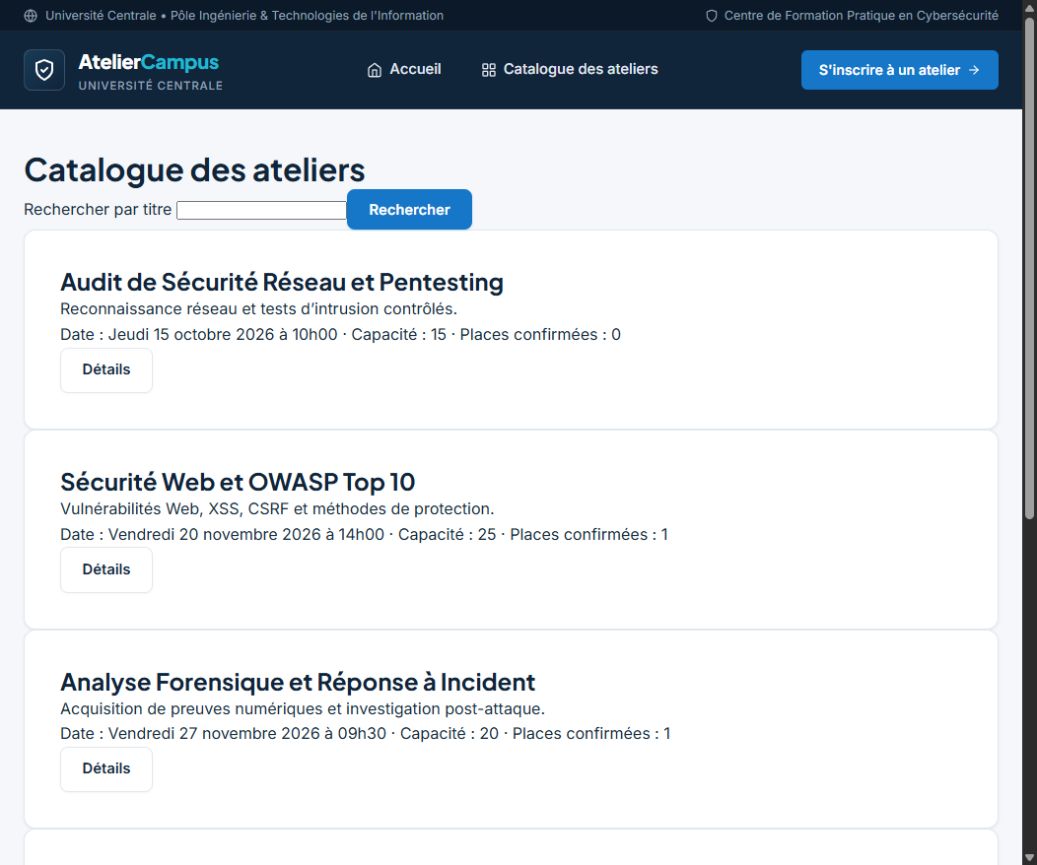 Université Centrale • Pôle Ingénierie & Technologies de l'Information
Centre de Formation Pratique en Cybersécurité
AtelierCampus
UNIVERSITÉ CENTRALE
Accueil
Catalogue des ateliers
S'inscrire à un atelier →
Catalogue des ateliers
Rechercher par titre
Rechercher
Audit de Sécurité Réseau et Pentesting
Reconnaissance réseau et tests d’intrusion contrôlés.
Date : Jeudi 15 octobre 2026 à 10h00 · Capacité : 15 · Places confirmées : 0
Détails
Sécurité Web et OWASP Top 10
Vulnérabilités Web, XSS, CSRF et méthodes de protection.
Date : Vendredi 20 novembre 2026 à 14h00 · Capacité : 25 · Places confirmées : 1
Détails
Analyse Forensique et Réponse à Incident
Acquisition de preuves numériques et investigation post-attaque.
Date : Vendredi 27 novembre 2026 à 09h30 · Capacité : 20 · Places confirmées : 1
Détails